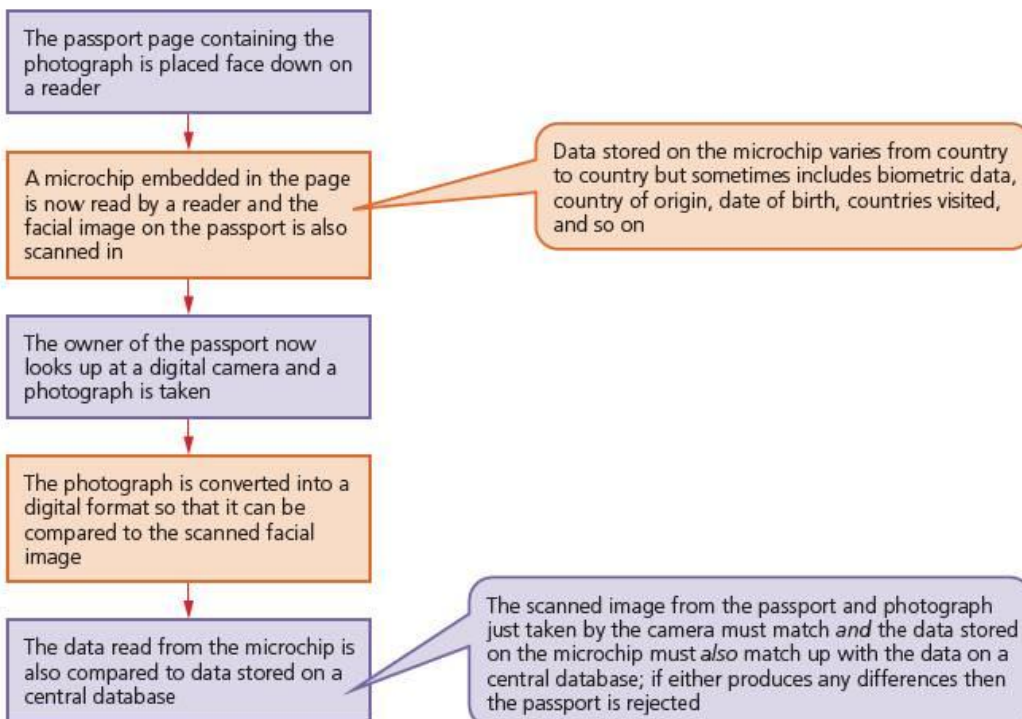 The passport page containing the
photograph is placed face down on
a reader
A microchip embedded in the page
is now read by a reader and the
facial image on the passport is also
scanned in
Data stored on the microchip varies from country
to country but sometimes includes biometric data,
country of origin, date of birth, countries visited,
and so on
The owner of the passport now
looks up at a digital camera and a
photograph is taken
The photograph is converted into a
digital format so that it can be
compared to the scanned facial
image
The data read from the microchip is
also compared to data stored on a
central database
The scanned image from the passport and photograph
just taken by the camera must match and the data stored
on the microchip must also match up with the data on a
central database; if either produces any differences then
the passport is rejected